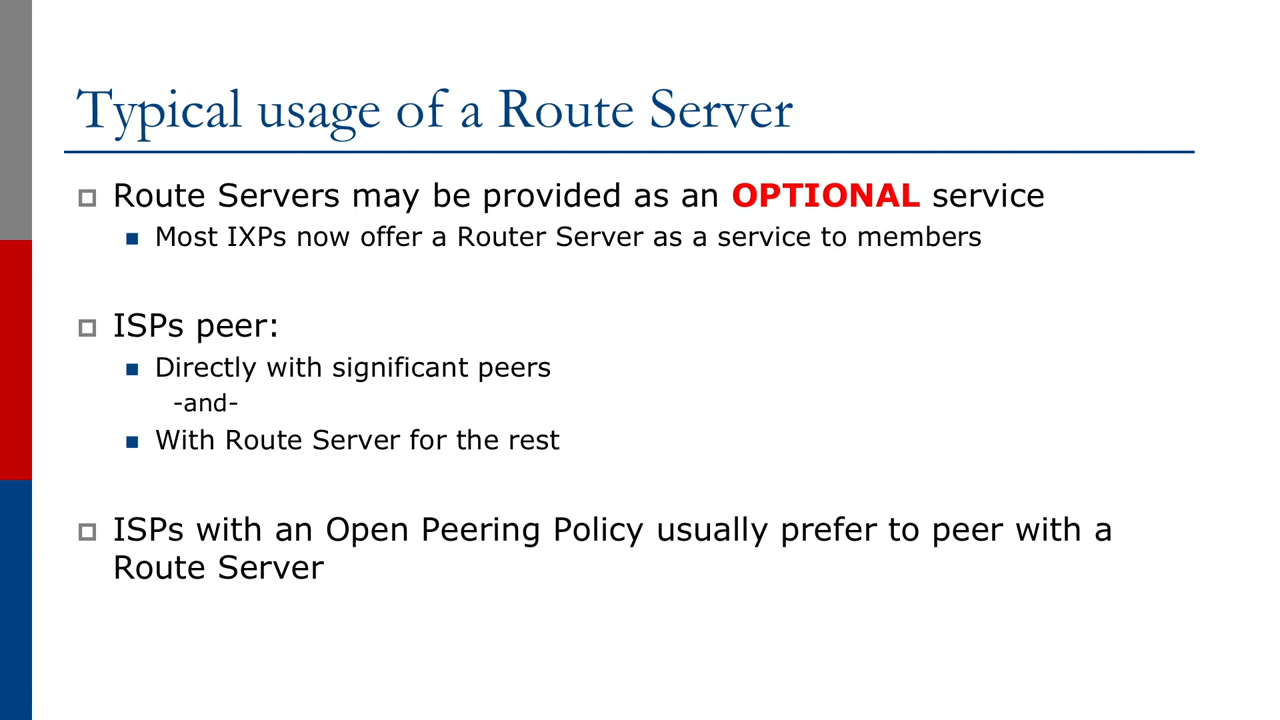 Typical usage of a Route Server
Route Servers may be provided as an OPTIONAL service
Most IXPs now offer a Router Server as a service to members
ISPs peer:
Directly with significant peers
-and-
With Route Server for the rest
ISPs with an Open Peering Policy usually prefer to peer with a
Route Server